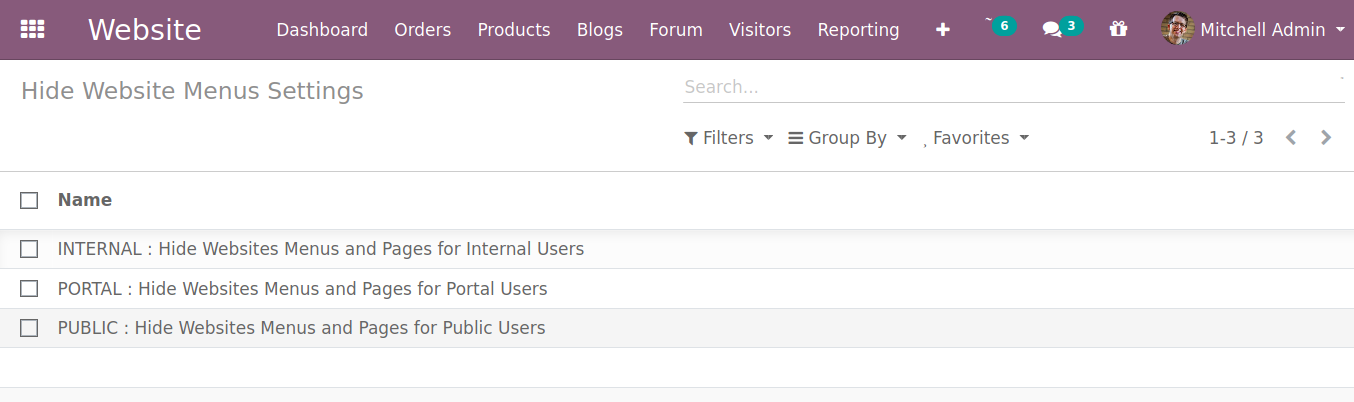 Website Dashboard Orders Products Blogs Forum Visitors Reporting 6 3 Mitchell Admin
Hide Website Menus Settings
Search...
Filters Group By Favorites 1-3 / 3
Name
INTERNAL : Hide Websites Menus and Pages for Internal Users
PORTAL : Hide Websites Menus and Pages for Portal Users
PUBLIC : Hide Websites Menus and Pages for Public Users